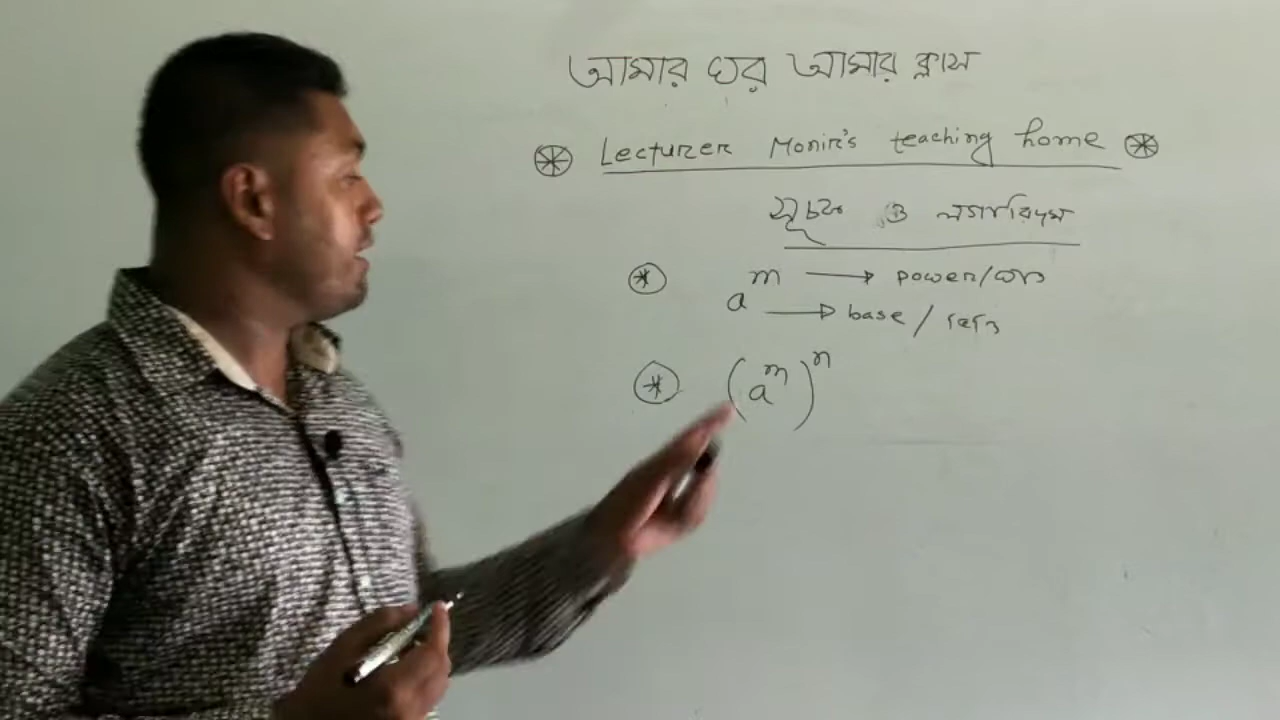 আমার ঘর আমার ক্লাস
Lecturer Monir's teaching home
সূচক ও লগারিদম
a^m → power/ঘাত
→ base / ভিত্তি
(a^m)^n